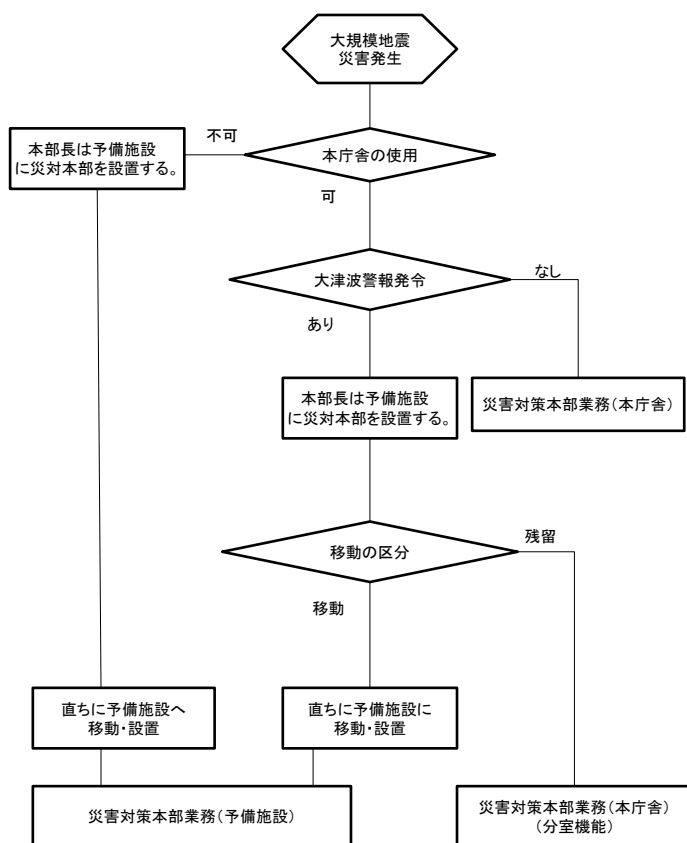 大規模地震
災害発生
不可
本部長は予備施設
に災対本部を設置する。
本庁舎の使用
可
大津波警報発令
なし
あり
本部長は予備施設
に災対本部を設置する。
災害対策本部業務(本庁舎)
移動の区分
残留
移動
直ちに予備施設へ
移動・設置
直ちに予備施設に
移動・設置
災害対策本部業務(予備施設)
災害対策本部業務(本庁舎)
(分室機能)